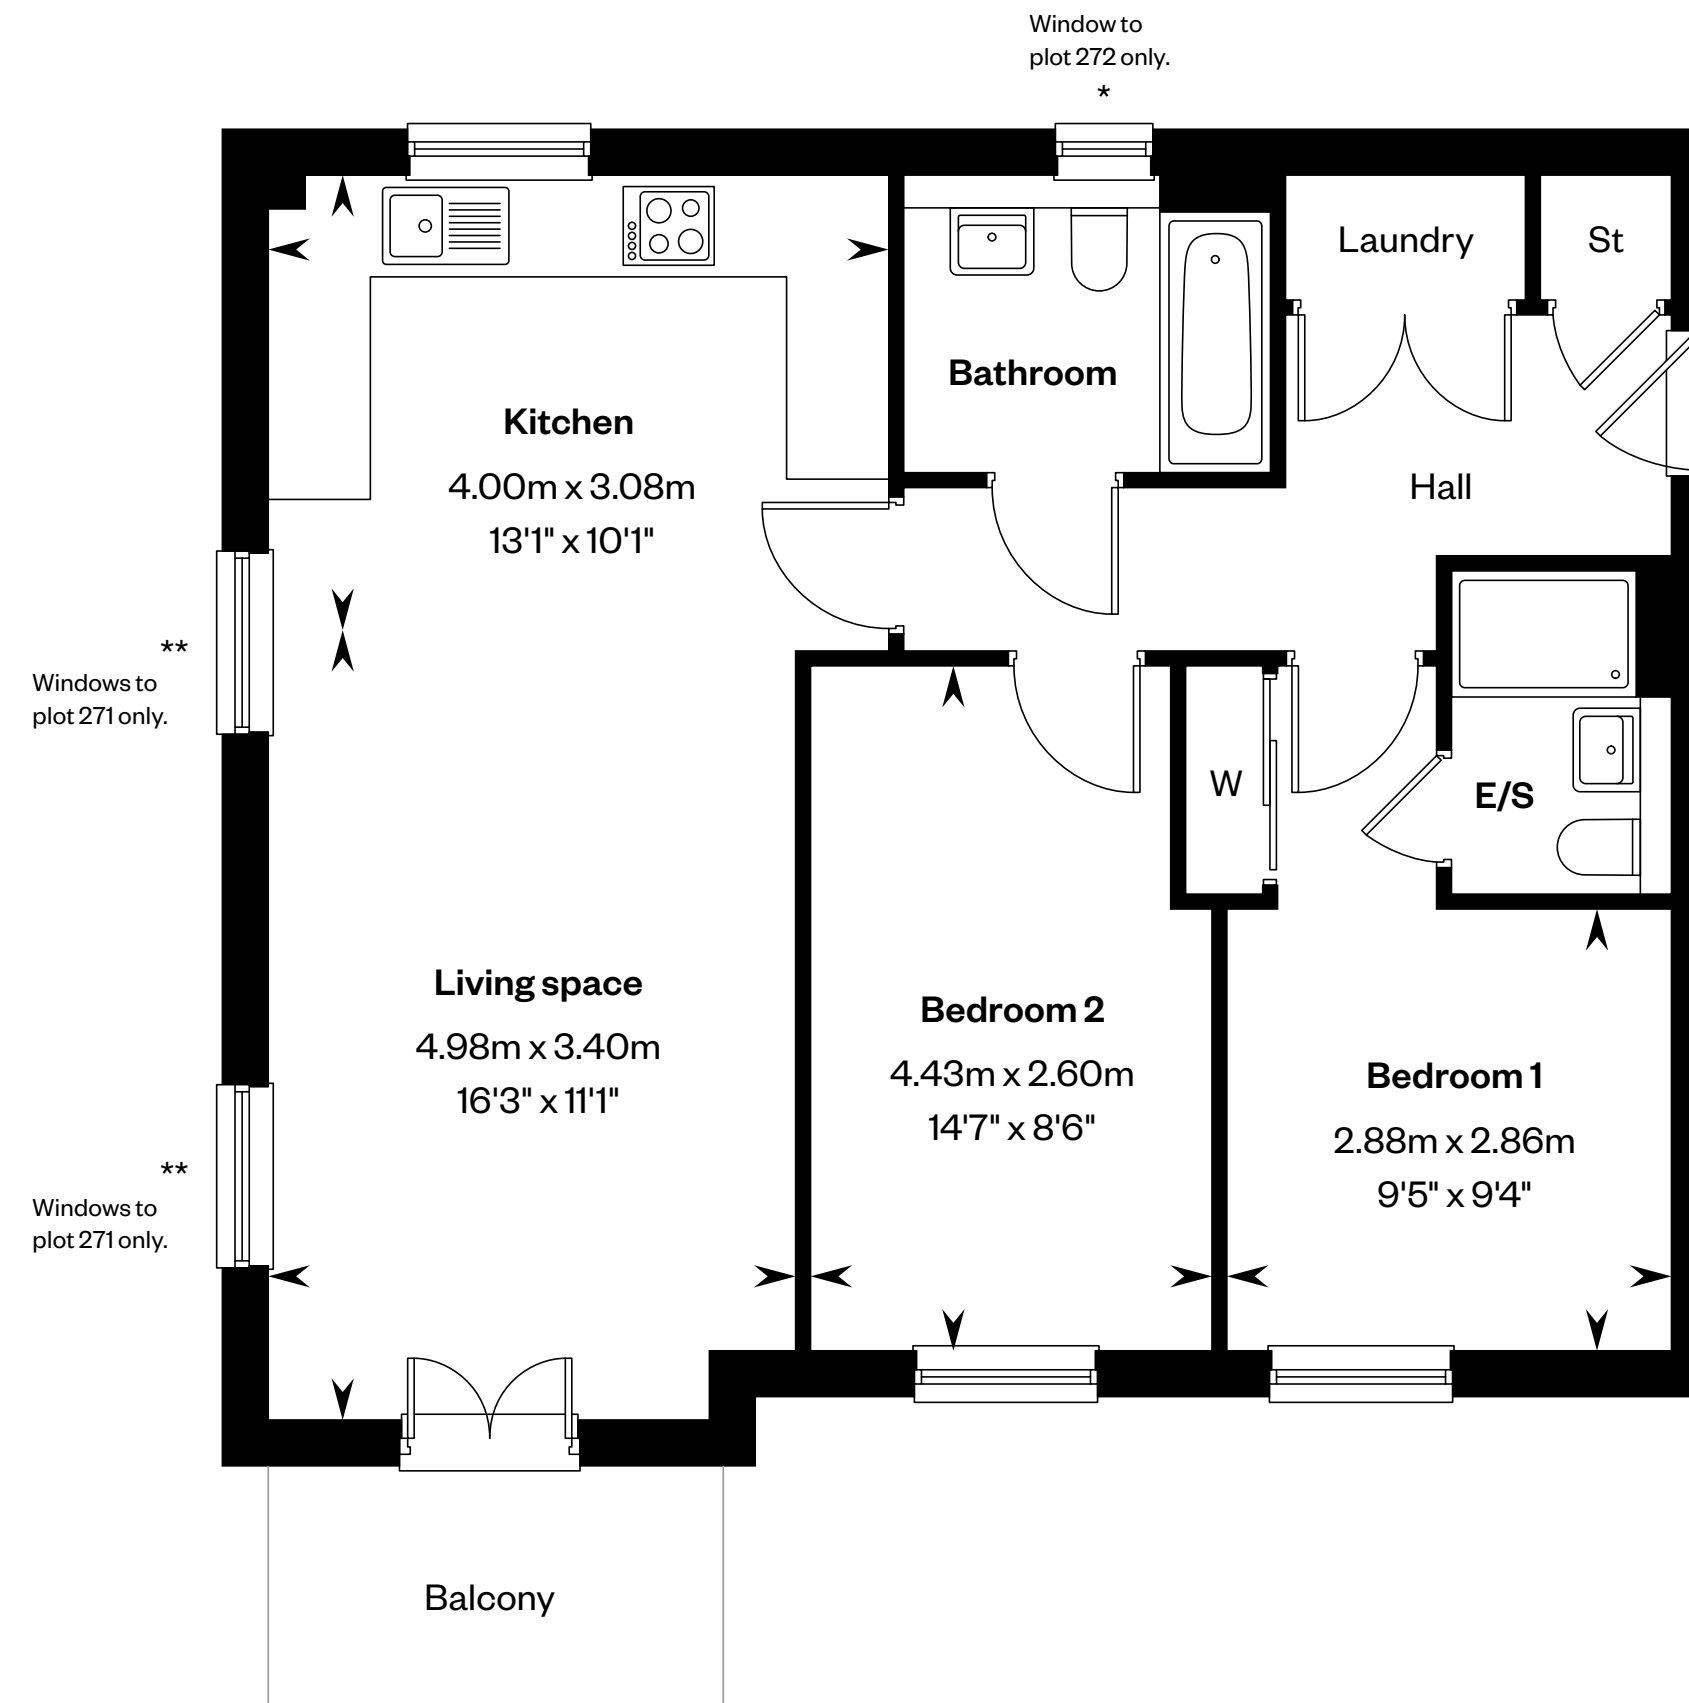 Window to
plot 272 only.
*
Laundry
St
Bathroom
Kitchen
4.00m x 3.08m
13'1" x 10'1"
Hall
**
Windows to
plot 271 only.
W
E/S
Living space
4.98m x 3.40m
16'3" x 11'1"
Bedroom 2
4.43m x 2.60m
14'7" x 8'6"
Bedroom 1
2.88m x 2.86m
9'5" x 9'4"
**
Windows to
plot 271 only.
Balcony